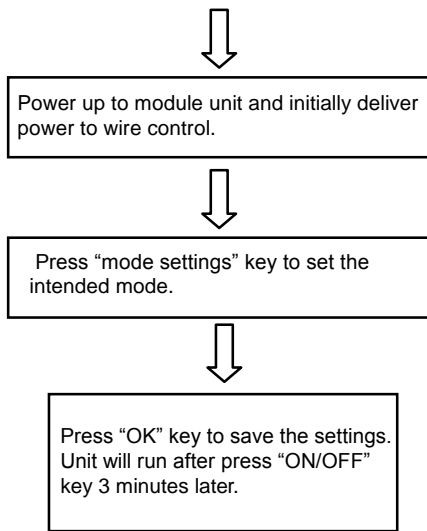 Power up to module unit and initially deliver
power to wire control.
Press “mode settings” key to set the
intended mode.
Press “OK” key to save the settings.
Unit will run after press “ON/OFF”
key 3 minutes later.